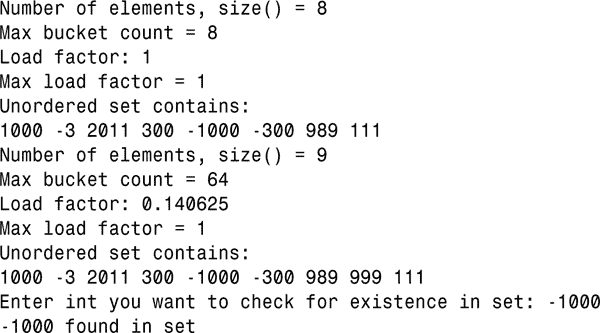 Number of elements, size() = 8
Max bucket count = 8
Load factor: 1
Max load factor = 1
Unordered set contains:
1000 -3 2011 300 -1000 -300 989 111
Number of elements, size() = 9
Max bucket count = 64
Load factor: 0.140625
Max load factor = 1
Unordered set contains:
1000 -3 2011 300 -1000 -300 989 999 111
Enter int you want to check for existence in set: -1000
-1000 found in set